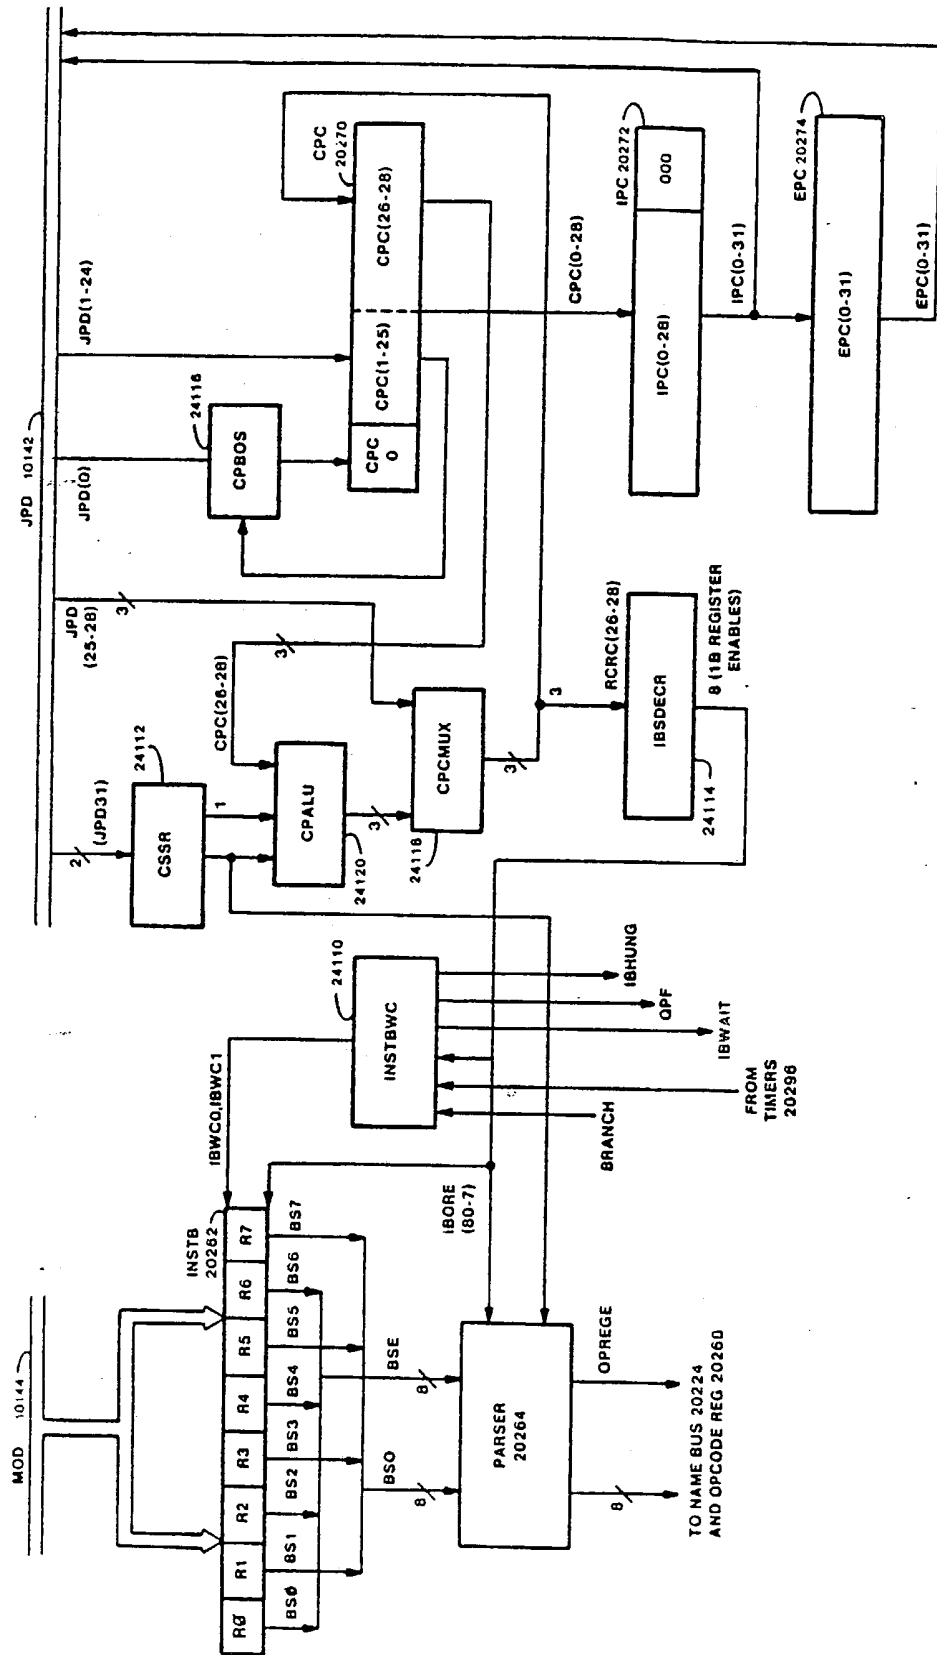 MOD 10144
JPD 10142
INSTB
20262
RØ
R1
R2
R3
R4
R5
R6
R7
BSØ
BS1
BS2
BS3
BS4
BS5
BS6
BS7
BSO
BSE
8
8
PARSER
20264
8
OPREGE
TO NAME BUS 20224
AND OPCODE REG 20260
IBWC0,IBWC1
IBORE
(80-7)
INSTBWC
24110
BRANCH
FROM
TIMERS
20296
IBWAIT
QPF
IBHUNG
2
(JPD31)
CSSR
24112
1
CPC(26-28)
3
CPALU
24120
3
JPD
(25-28)
3
CPCMUX
24118
3
3
RCRC(26-28)
IBSDECR
24114
8 (1B REGISTER
ENABLES)
JPD(0)
CPBOS
24116
JPD(1-24)
CPC
20270
CPC
0
CPC(1-25)
CPC(26-28)
CPC(0-28)
IPC 20272
IPC(0-28)
000
IPC(0-31)
EPC 20274
EPC(0-31)
EPC(0-31)